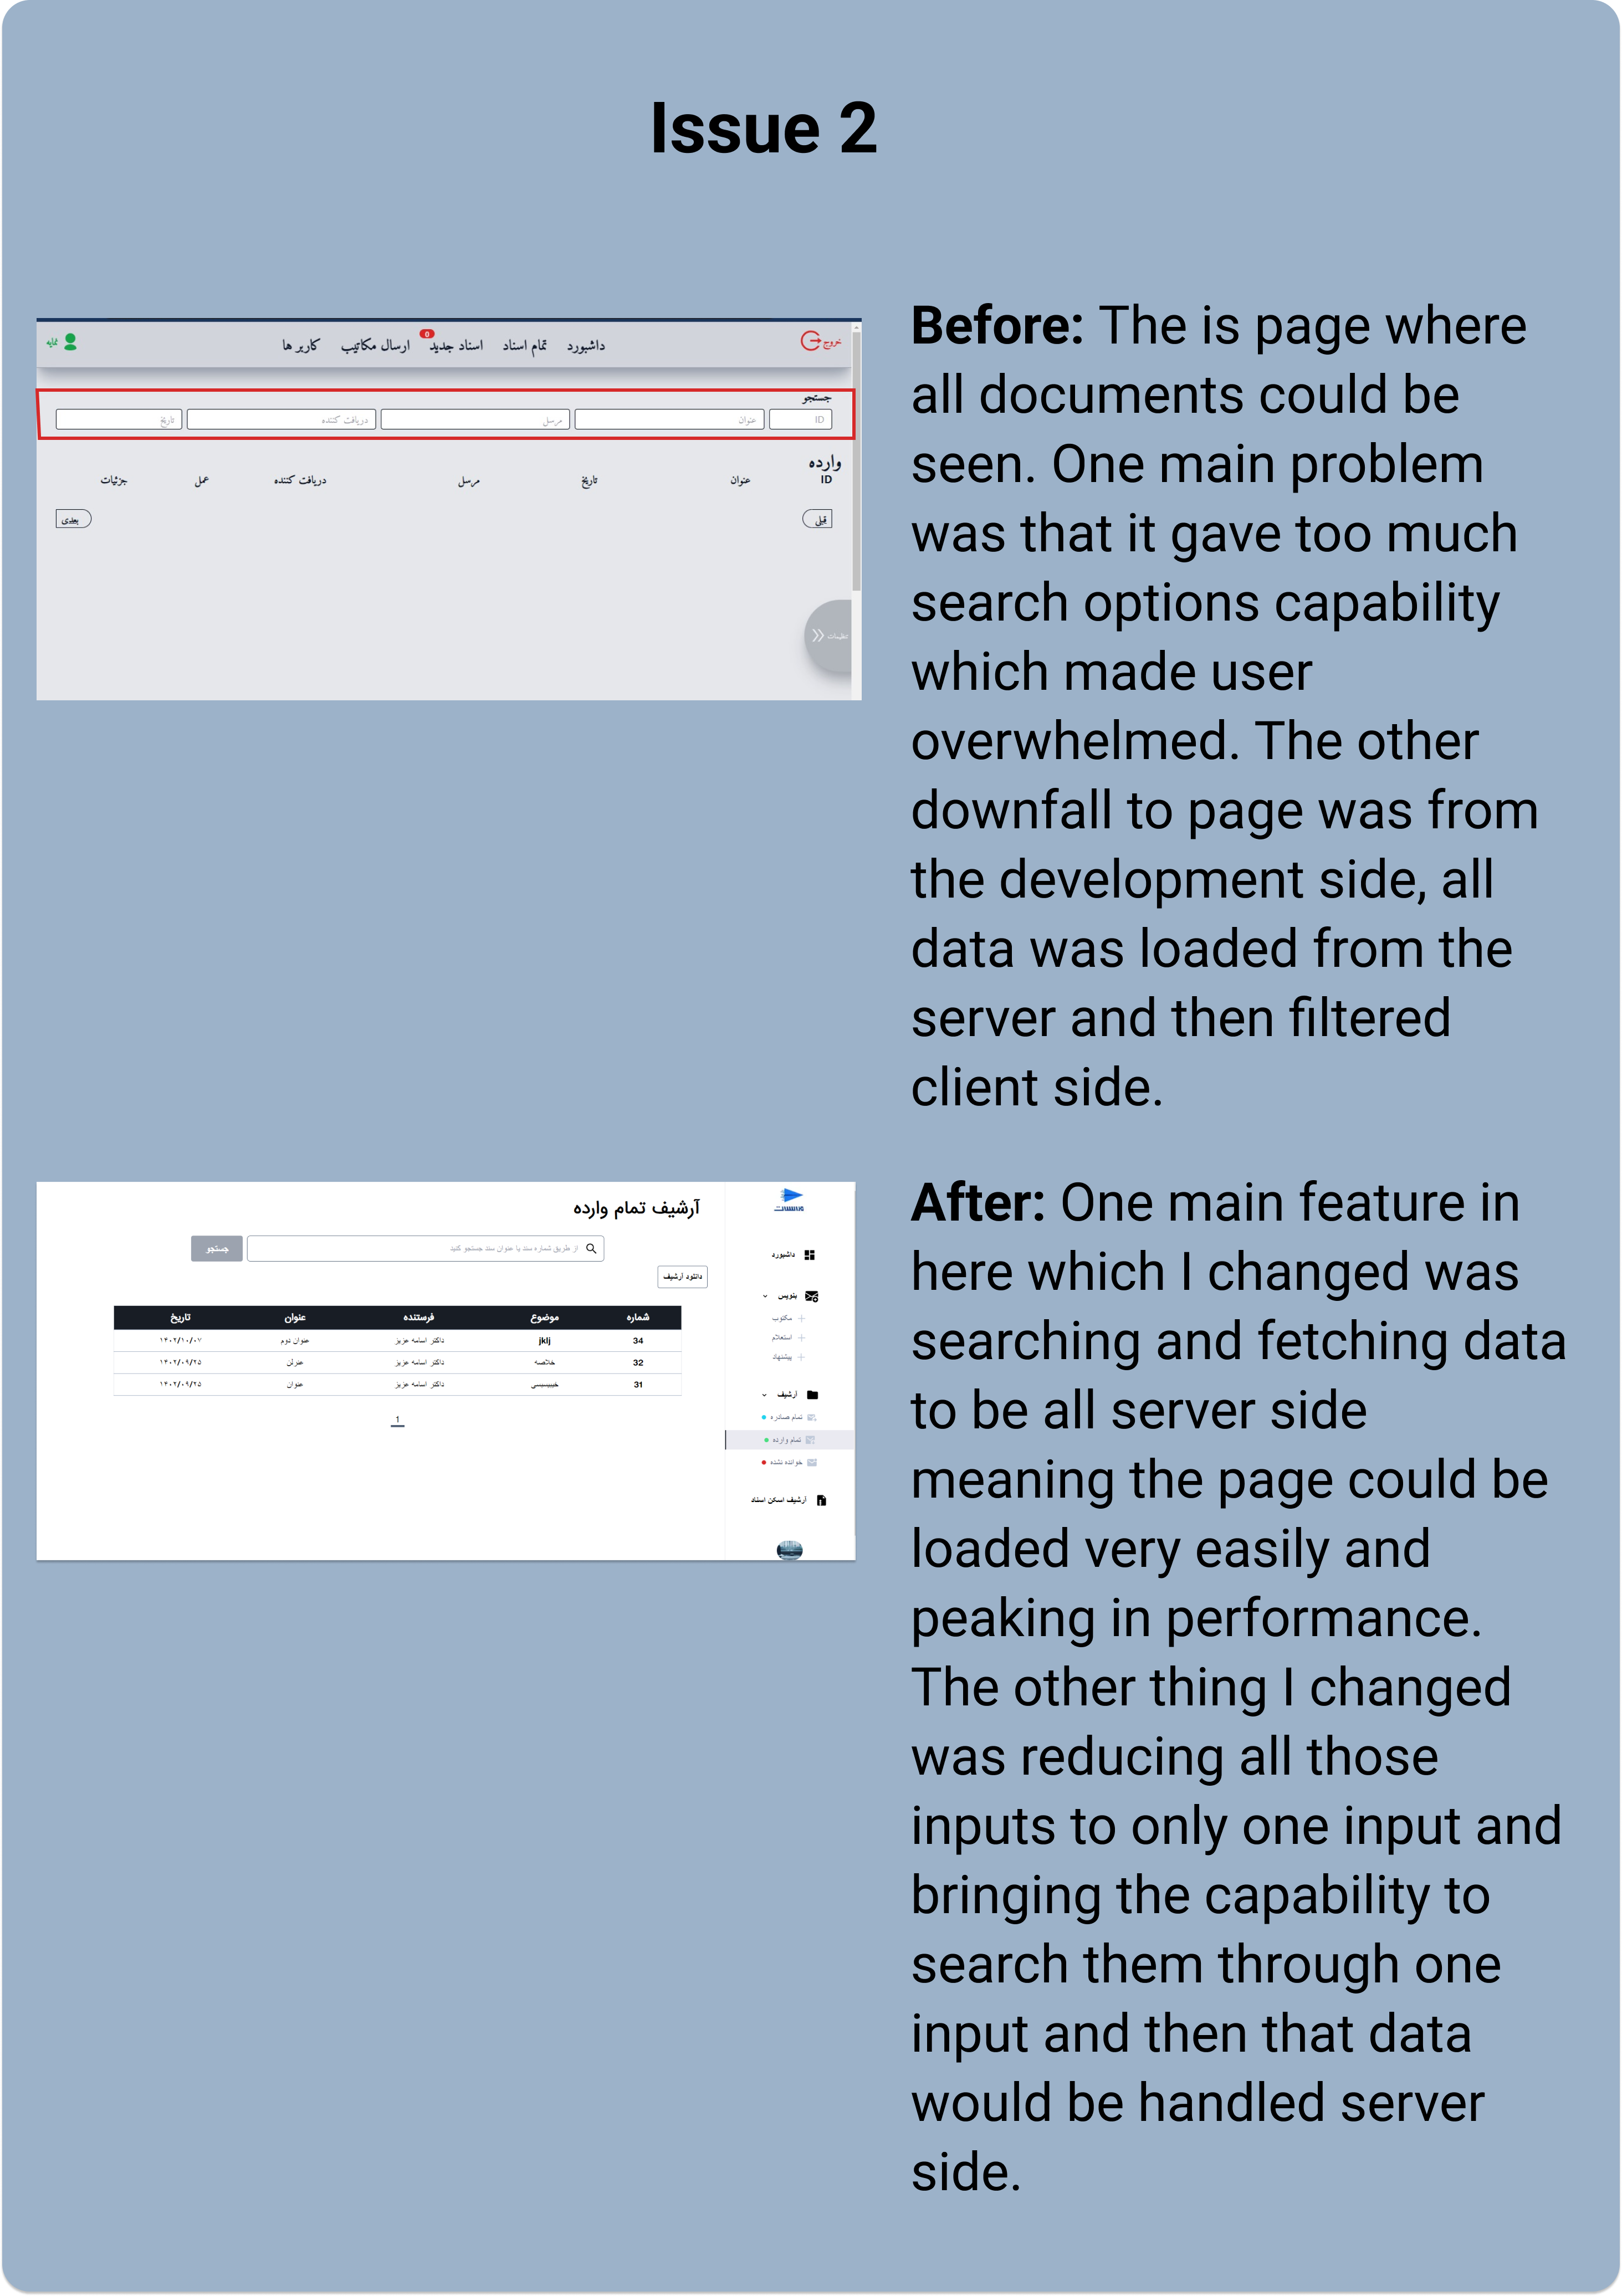 Issue 2
خروج
داشبورد تمام اسناد اسناد جدید 0 ارسال مکاتیب کاربر ها
نمایه
جستجو
ID عنوان مرسل دریافت کننده تاریخ
وارده
ID عنوان تاریخ مرسل دریافت کننده عمل جزئیات
قبلی بعدی
تنظیمات
Before: The is page where
all documents could be
seen. One main problem
was that it gave too much
search options capability
which made user
overwhelmed. The other
downfall to page was from
the development side, all
data was loaded from the
server and then filtered
client side.
آرشیف تمام وارده
از طریق شماره سند یا عنوان سند جستجو کنید
جستجو
دانلود آرشیف
شماره موضوع فرستنده عنوان تاریخ
34 jklj داکتر اسامه عزیز عنوان دوم ۱۴۰۲/۱۰/۰۷
32 خلاصه داکتر اسامه عزیز ۱۴۰۲/۰۹/۲۵
31 داکتر اسامه عزیز عنوان ۱۴۰۲/۰۹/۲۵
1
داشبورد
بنویس
مکتوب
استعلام
پیشنهاد
آرشیف
تمام صادره
تمام وارده
خوانده نشده
آرشیف اسکن اسناد
After: One main feature in
here which I changed was
searching and fetching data
to be all server side
meaning the page could be
loaded very easily and
peaking in performance.
The other thing I changed
was reducing all those
inputs to only one input and
bringing the capability to
search them through one
input and then that data
would be handled server
side.